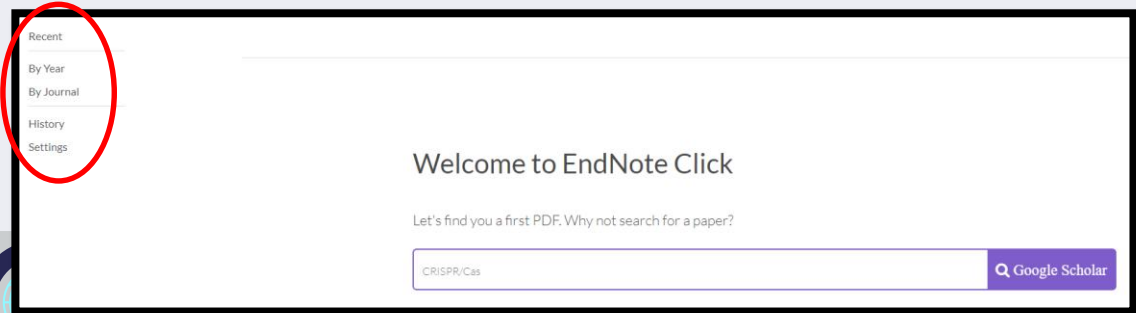 Recent
By Year
By Journal
History
Settings
Welcome to EndNote Click
Let's find you a first PDF. Why not search for a paper?
CRISPR/Cas
Google Scholar